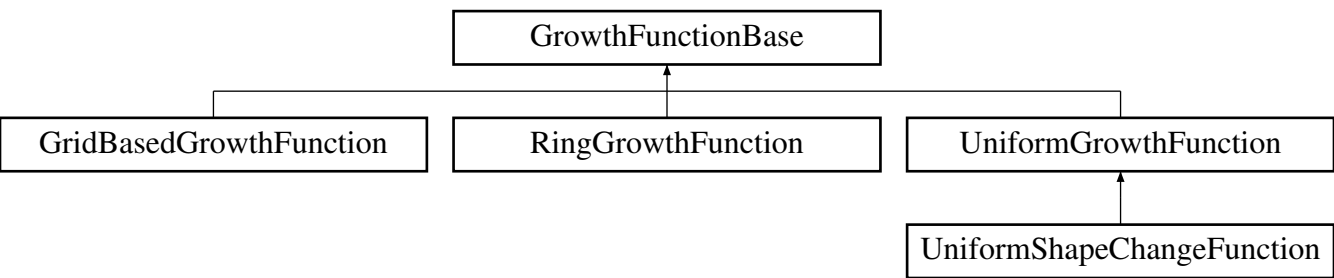 GrowthFunctionBase
GridBasedGrowthFunction
RingGrowthFunction
UniformGrowthFunction
UniformShapeChangeFunction